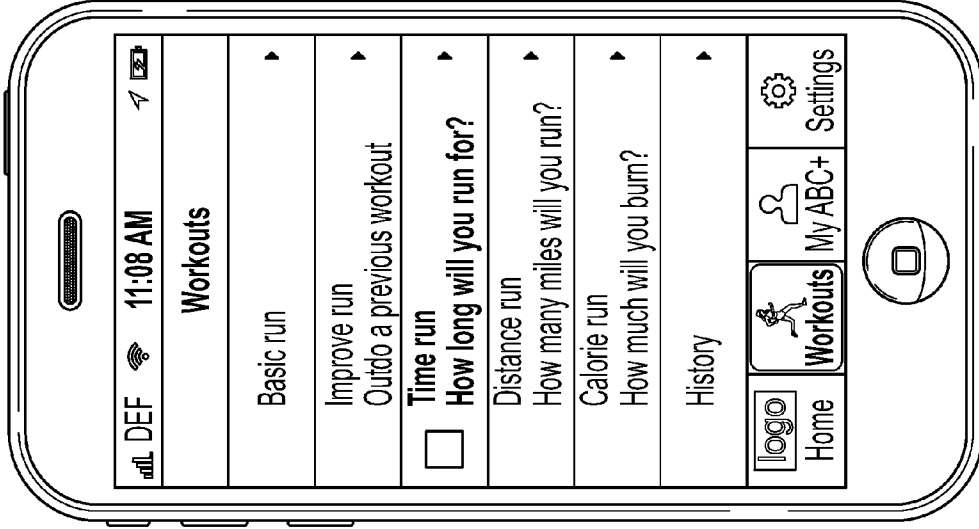 DEF 11:08 AM
Workouts
Basic run
Improve run
Outdo a previous workout
Time run
How long will you run for?
Distance run
How many miles will you run?
Calorie run
How much will you burn?
History
logo
Home
Workouts
My ABC+
Settings